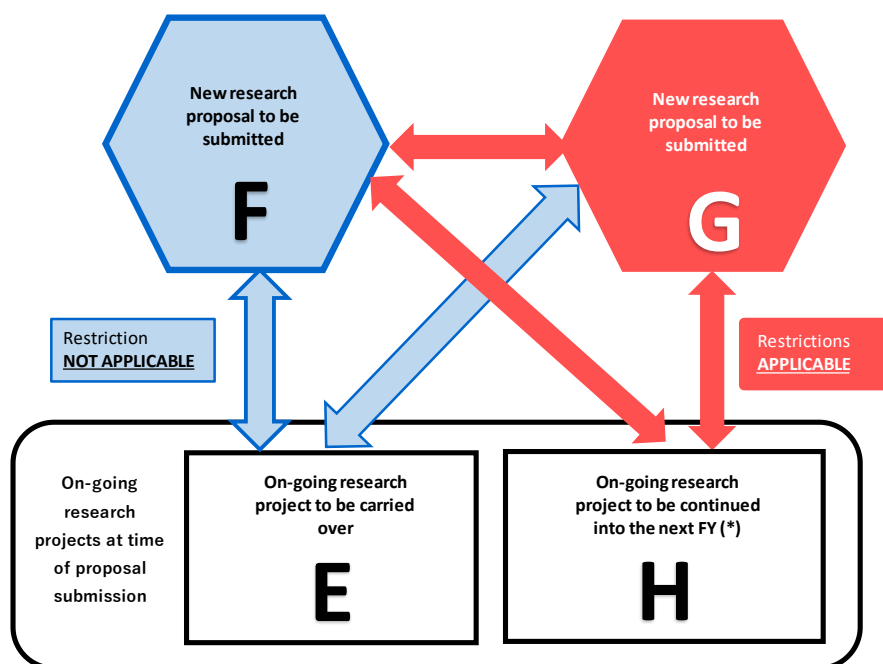 New research
proposal to be
submitted
F
New research
proposal to be
submitted
G
Restriction
NOT APPLICABLE
Restrictions
APPLICABLE
On-going
research
projects at time
of proposal
submission
On-going research
project to be carried
over
E
On-going research
project to be continued
into the next FY (*)
H